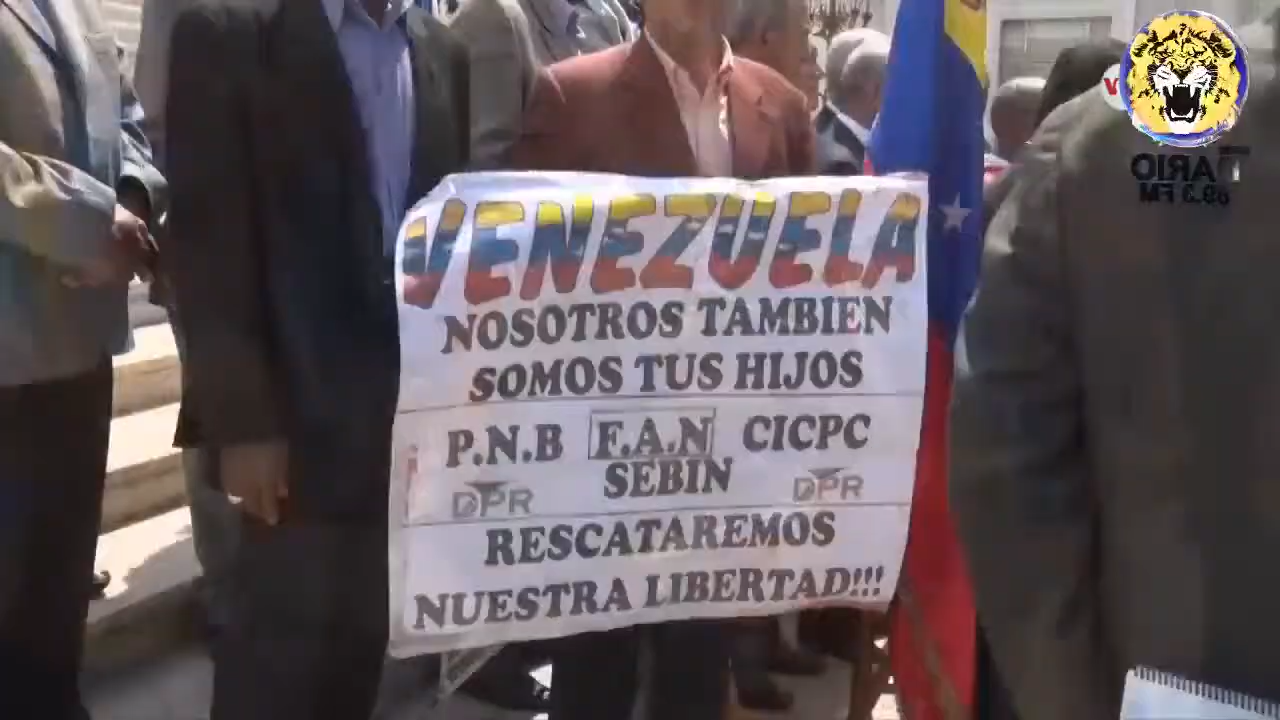 VENEZUELA
NOSOTROS TAMBIEN
SOMOS TUS HIJOS
P.N.B F.A.N CICPC
SEBIN
DPR DPR
RESCATAREMOS
NUESTRA LIBERTAD!!!